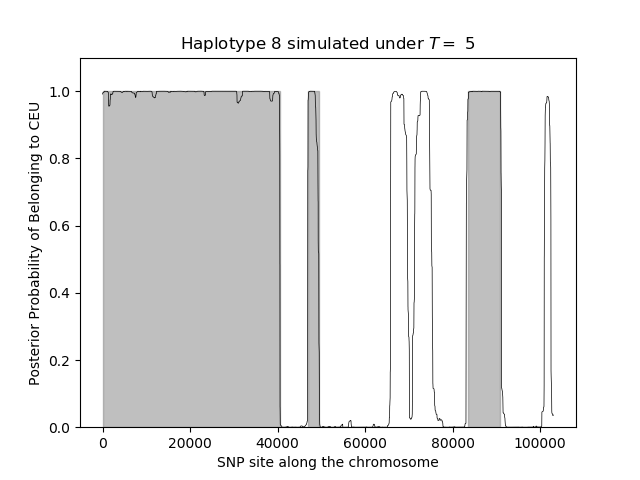 Haplotype 8 simulated under T = 5
Posterior Probability of Belonging to CEU
1.0
0.8
0.6
0.4
0.2
0.0
0 20000 40000 60000 80000 100000
SNP site along the chromosome